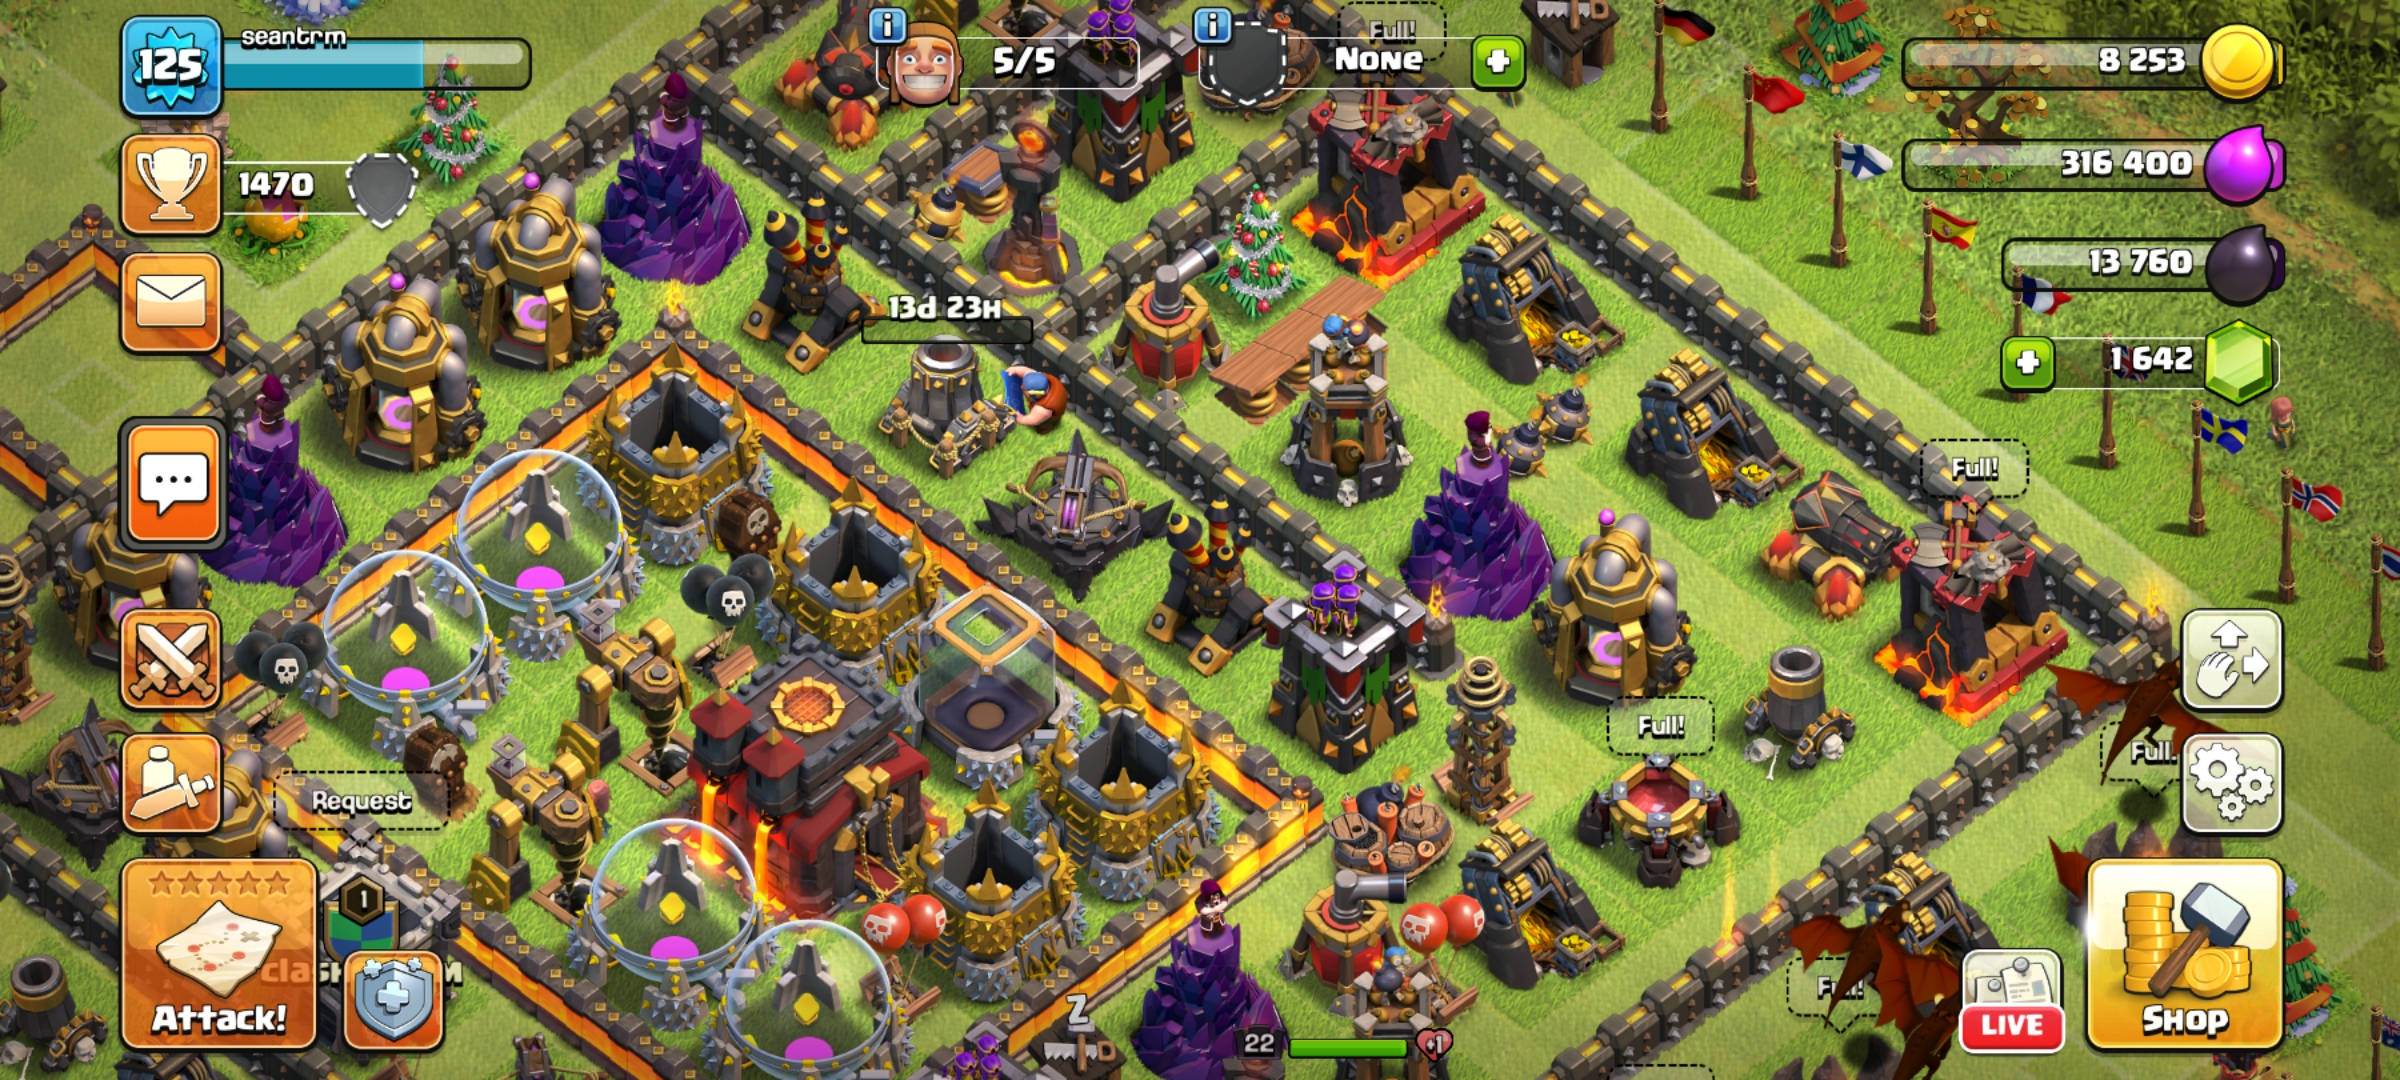 seantrm
125
5/5
None
Full!
8 253
1470
316 400
13 760
13d 23H
1 642
Full!
Full!
Full!
Request
1
Attack!
Z
22
+1
LIVE
Shop